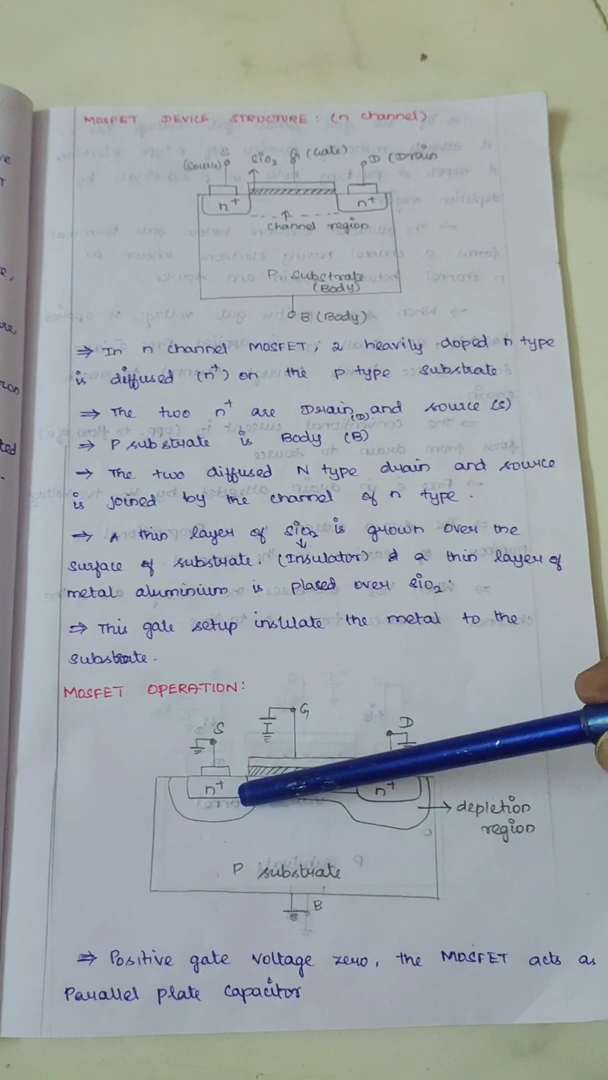 MOSFET DEVICE STRUCTURE: (n channel):
S
(Source)
SiO2
G (Gate)
D (Drain
n+
n+
channel region
P substrate
(Body)
B (Body)
⇒ In n channel MOSFET, 2 heavily doped n type
is diffused (n+) on the p type substrate
⇒ The two n+ are Drain(D) and source (S)
⇒ P substrate is Body (B)
→ The two diffused N type drain and source
is joined by the channel of n type.
⇒ A thin layer of SiO2 is grown over the
surface of substrate. (Insulator) & a thin layer of
metal aluminium is plased over SiO2.
⇒ This gate setup inslulate the metal to the
substrate.
MOSFET OPERATION:
G
S
D
n+
n+
→ depletion
region
P substrate
B
⇒ Positive gate voltage zero, the MOSFET acts as
Parallel plate capacitor